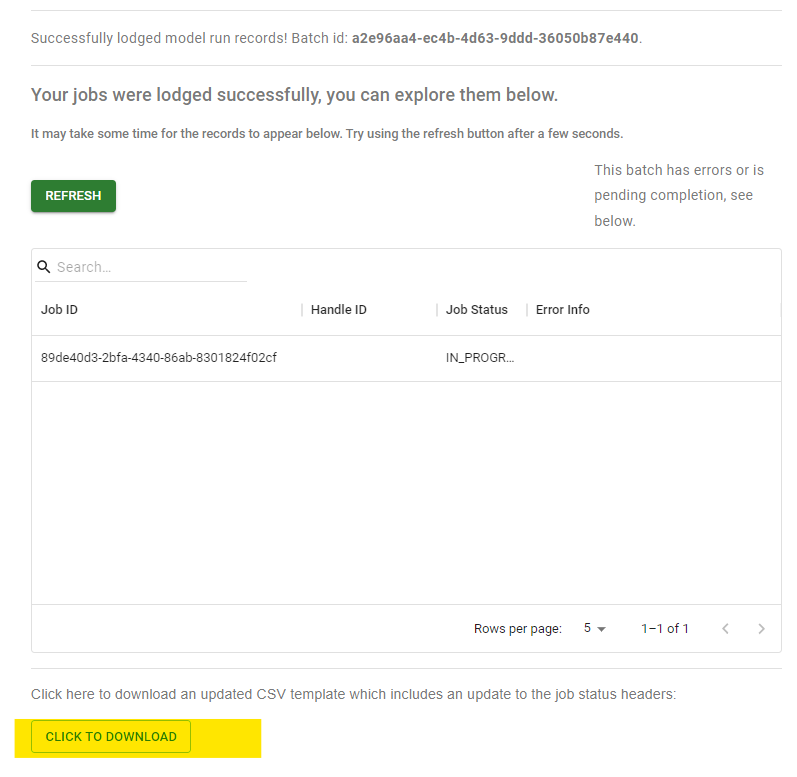 Successfully lodged model run records! Batch id: a2e96aa4-ec4b-4d63-9ddd-36050b87e440.
Your jobs were lodged successfully, you can explore them below.
It may take some time for the records to appear below. Try using the refresh button after a few seconds.
REFRESH
This batch has errors or is
pending completion, see
below.
Search…
Job ID Handle ID Job Status Error Info
89de40d3-2bfa-4340-86ab-8301824f02cf IN_PROGR...
Rows per page: 5 1–1 of 1
Click here to download an updated CSV template which includes an update to the job status headers:
CLICK TO DOWNLOAD